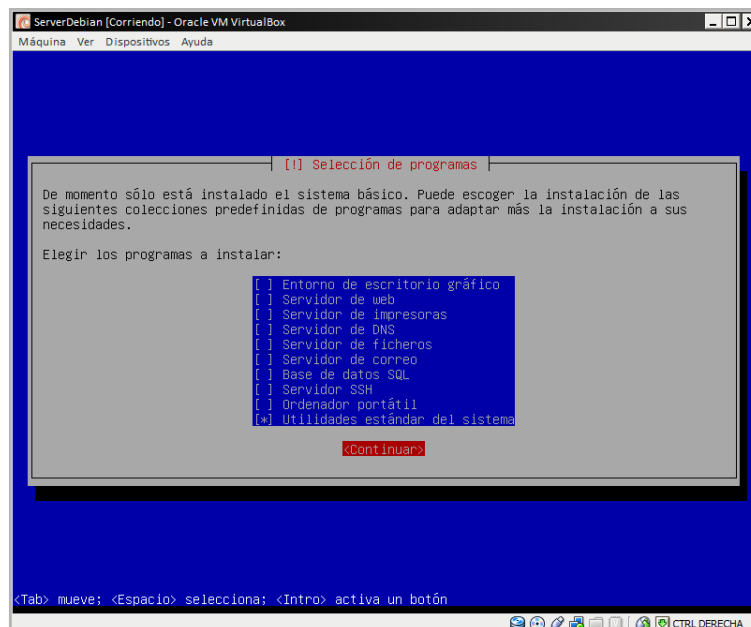 ServerDebian [Corriendo] - Oracle VM VirtualBox
Máquina Ver Dispositivos Ayuda
[!] Selección de programas
De momento sólo está instalado el sistema básico. Puede escoger la instalación de las
siguientes colecciones predefinidas de programas para adaptar más la instalación a sus
necesidades.
Elegir los programas a instalar:
[ ] Entorno de escritorio gráfico
[ ] Servidor de web
[ ] Servidor de impresoras
[ ] Servidor de DNS
[ ] Servidor de ficheros
[ ] Servidor de correo
[ ] Base de datos SQL
[ ] Servidor SSH
[ ] Ordenador portátil
[*] Utilidades estándar del sistema
<Continuar>
<Tab> mueve; <Espacio> selecciona; <Intro> activa un botón
CTRL DERECHA